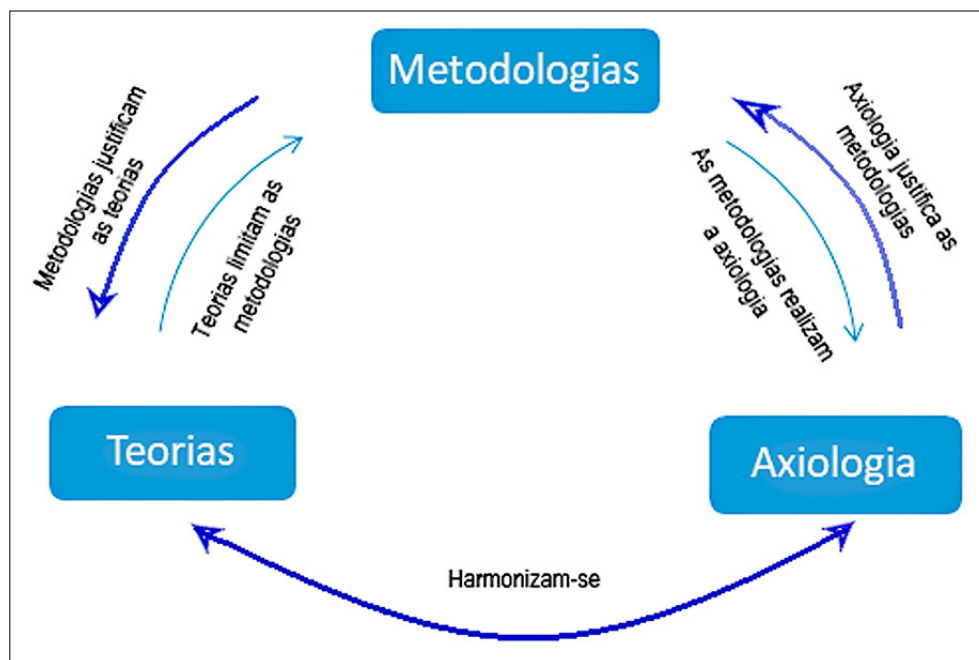 Metodologias
Metodologias justificam
as teorias
Teorias limitam as
metodologias
As metodologias realizam
a axiologia
Axiologia justifica as
metodologias
Teorias
Axiologia
Harmonizam-se